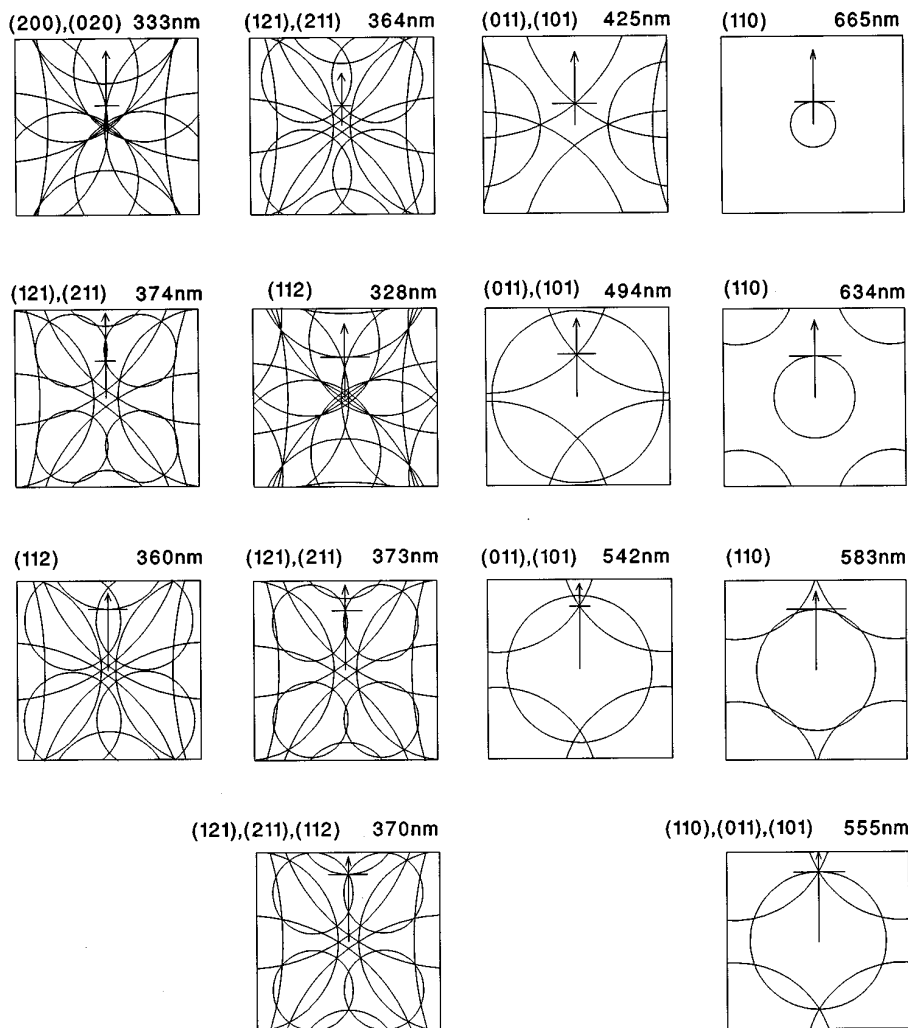 (200),(020) 333nm
(121),(211) 364nm
(011),(101) 425nm
(110) 665nm
(121),(211) 374nm
(112) 328nm
(011),(101) 494nm
(110) 634nm
(112) 360nm
(121),(211) 373nm
(011),(101) 542nm
(110) 583nm
(121),(211),(112) 370nm
(110),(011),(101) 555nm